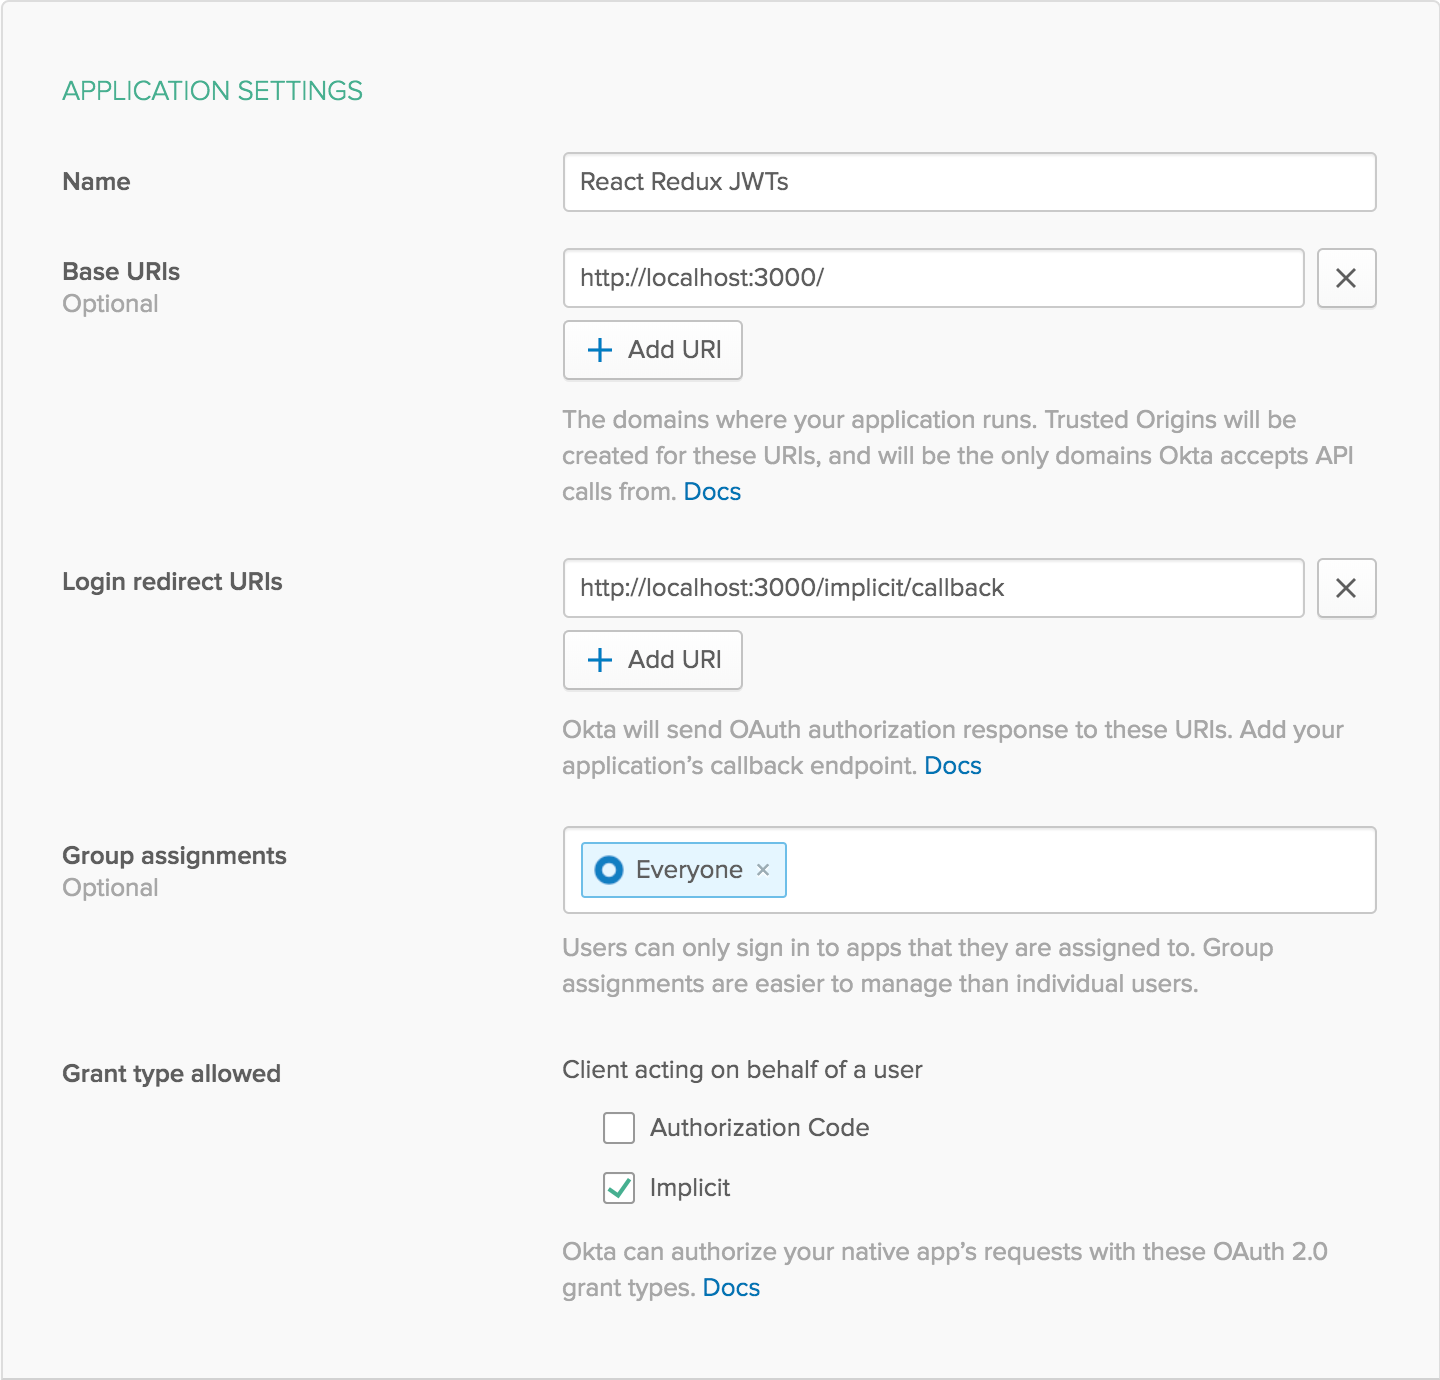 APPLICATION SETTINGS
Name
React Redux JWTs
Base URIs
Optional
http://localhost:3000/
Add URI
The domains where your application runs. Trusted Origins will be
created for these URIs, and will be the only domains Okta accepts API
calls from. Docs
Login redirect URIs
http://localhost:3000/implicit/callback
Add URI
Okta will send OAuth authorization response to these URIs. Add your
application’s callback endpoint. Docs
Group assignments
Optional
Everyone
Users can only sign in to apps that they are assigned to. Group
assignments are easier to manage than individual users.
Grant type allowed
Client acting on behalf of a user
Authorization Code
Implicit
Okta can authorize your native app’s requests with these OAuth 2.0
grant types. Docs